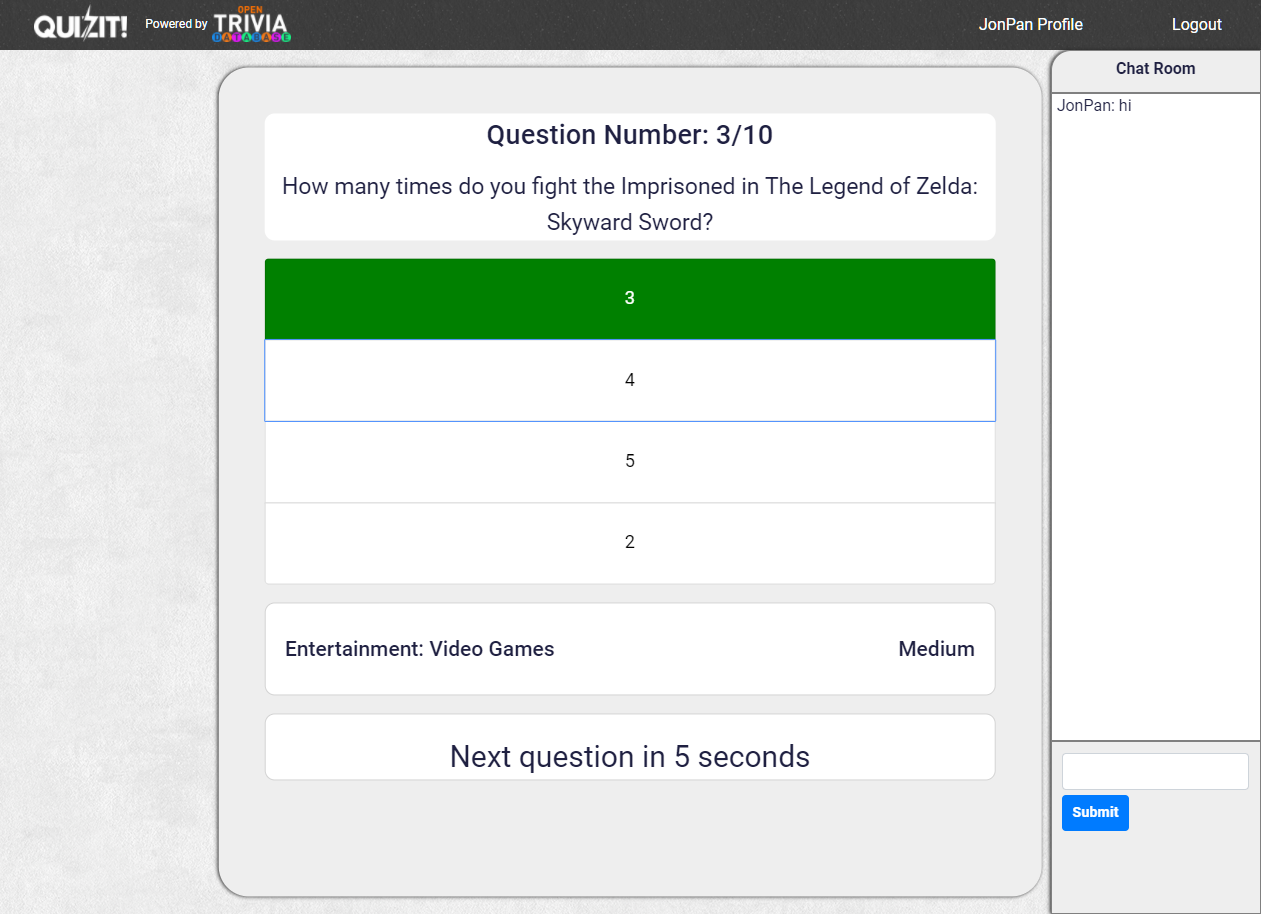 QUIZIT!
Powered by
OPEN
TRIVIA
DATABASE
JonPan Profile
Logout
Question Number: 3/10
How many times do you fight the Imprisoned in The Legend of Zelda:
Skyward Sword?
3
4
5
2
Entertainment: Video Games
Medium
Next question in 5 seconds
Chat Room
JonPan: hi
Submit